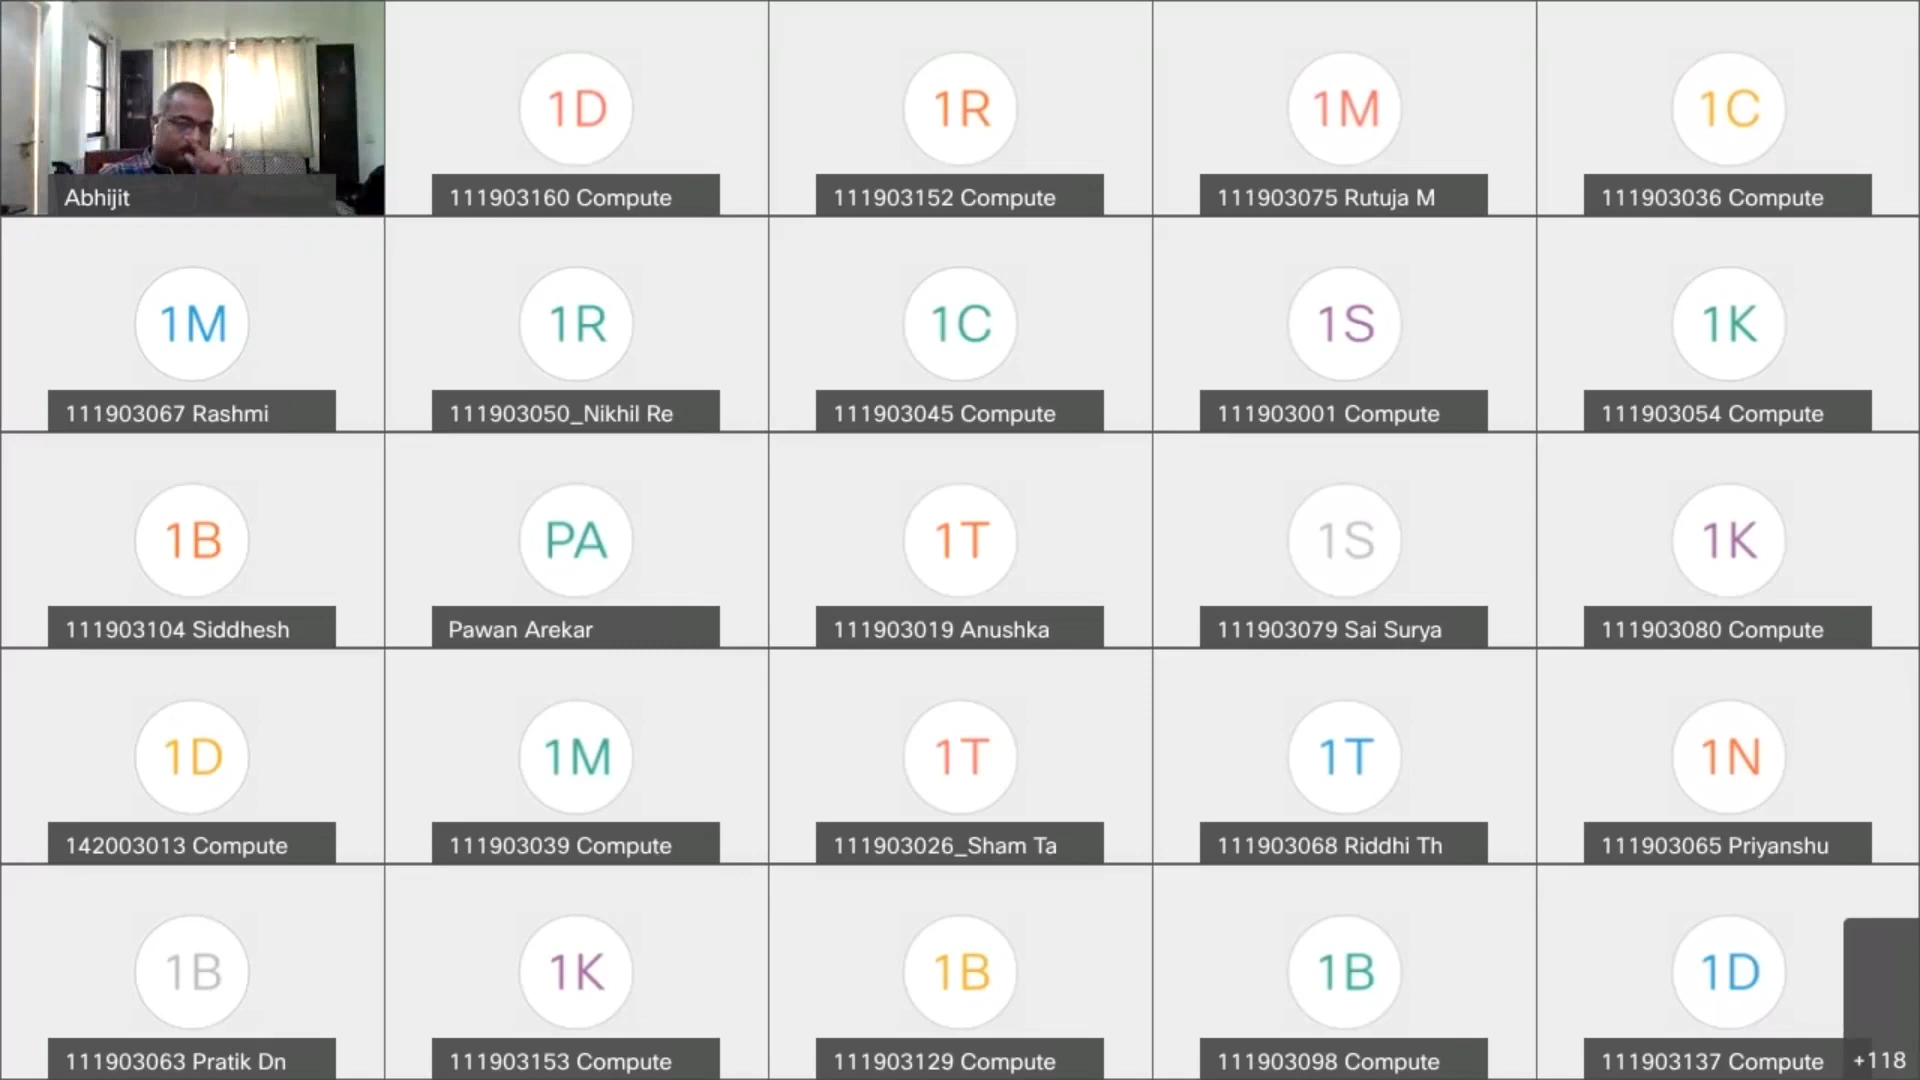 Abhijit
1D
111903160 Compute
1R
111903152 Compute
1M
111903075 Rutuja M
1C
111903036 Compute
1M
111903067 Rashmi
1R
111903050_Nikhil Re
1C
111903045 Compute
1S
111903001 Compute
1K
111903054 Compute
1B
111903104 Siddhesh
PA
Pawan Arekar
1T
111903019 Anushka
1S
111903079 Sai Surya
1K
111903080 Compute
1D
142003013 Compute
1M
111903039 Compute
1T
111903026_Sham Ta
1T
111903068 Riddhi Th
1N
111903065 Priyanshu
1B
111903063 Pratik Dn
1K
111903153 Compute
1B
111903129 Compute
1B
111903098 Compute
1D
111903137 Compute
+118